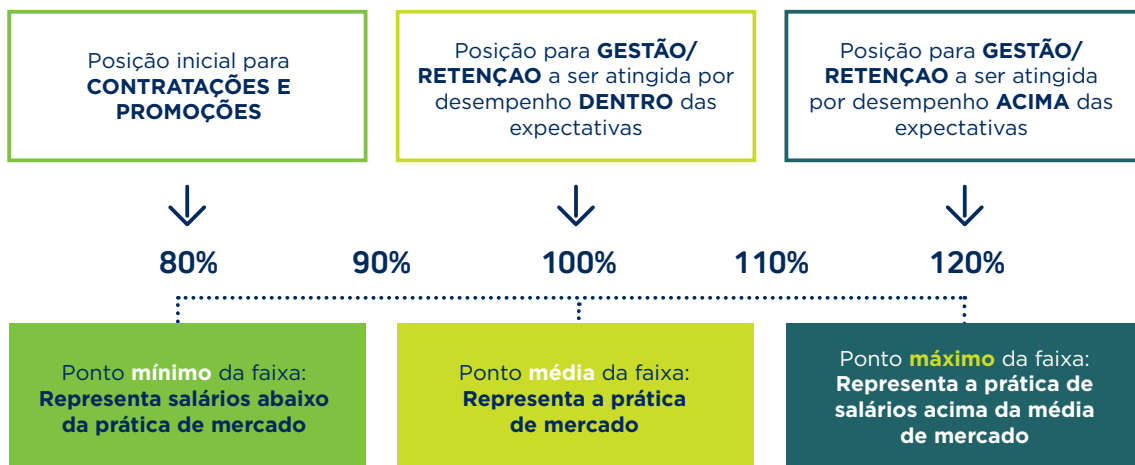 Posição inicial para
CONTRATAÇÕES E
PROMOÇÕES
Posição para GESTÃO/
RETENÇAO a ser atingida por
desempenho DENTRO das
expectativas
Posição para GESTÃO/
RETENÇAO a ser atingida
por desempenho ACIMA das
expectativas
80% 90% 100% 110% 120%
Ponto mínimo da faixa:
Representa salários abaixo
da prática de mercado
Ponto média da faixa:
Representa a prática
de mercado
Ponto máximo da faixa:
Representa a prática de
salários acima da média
de mercado